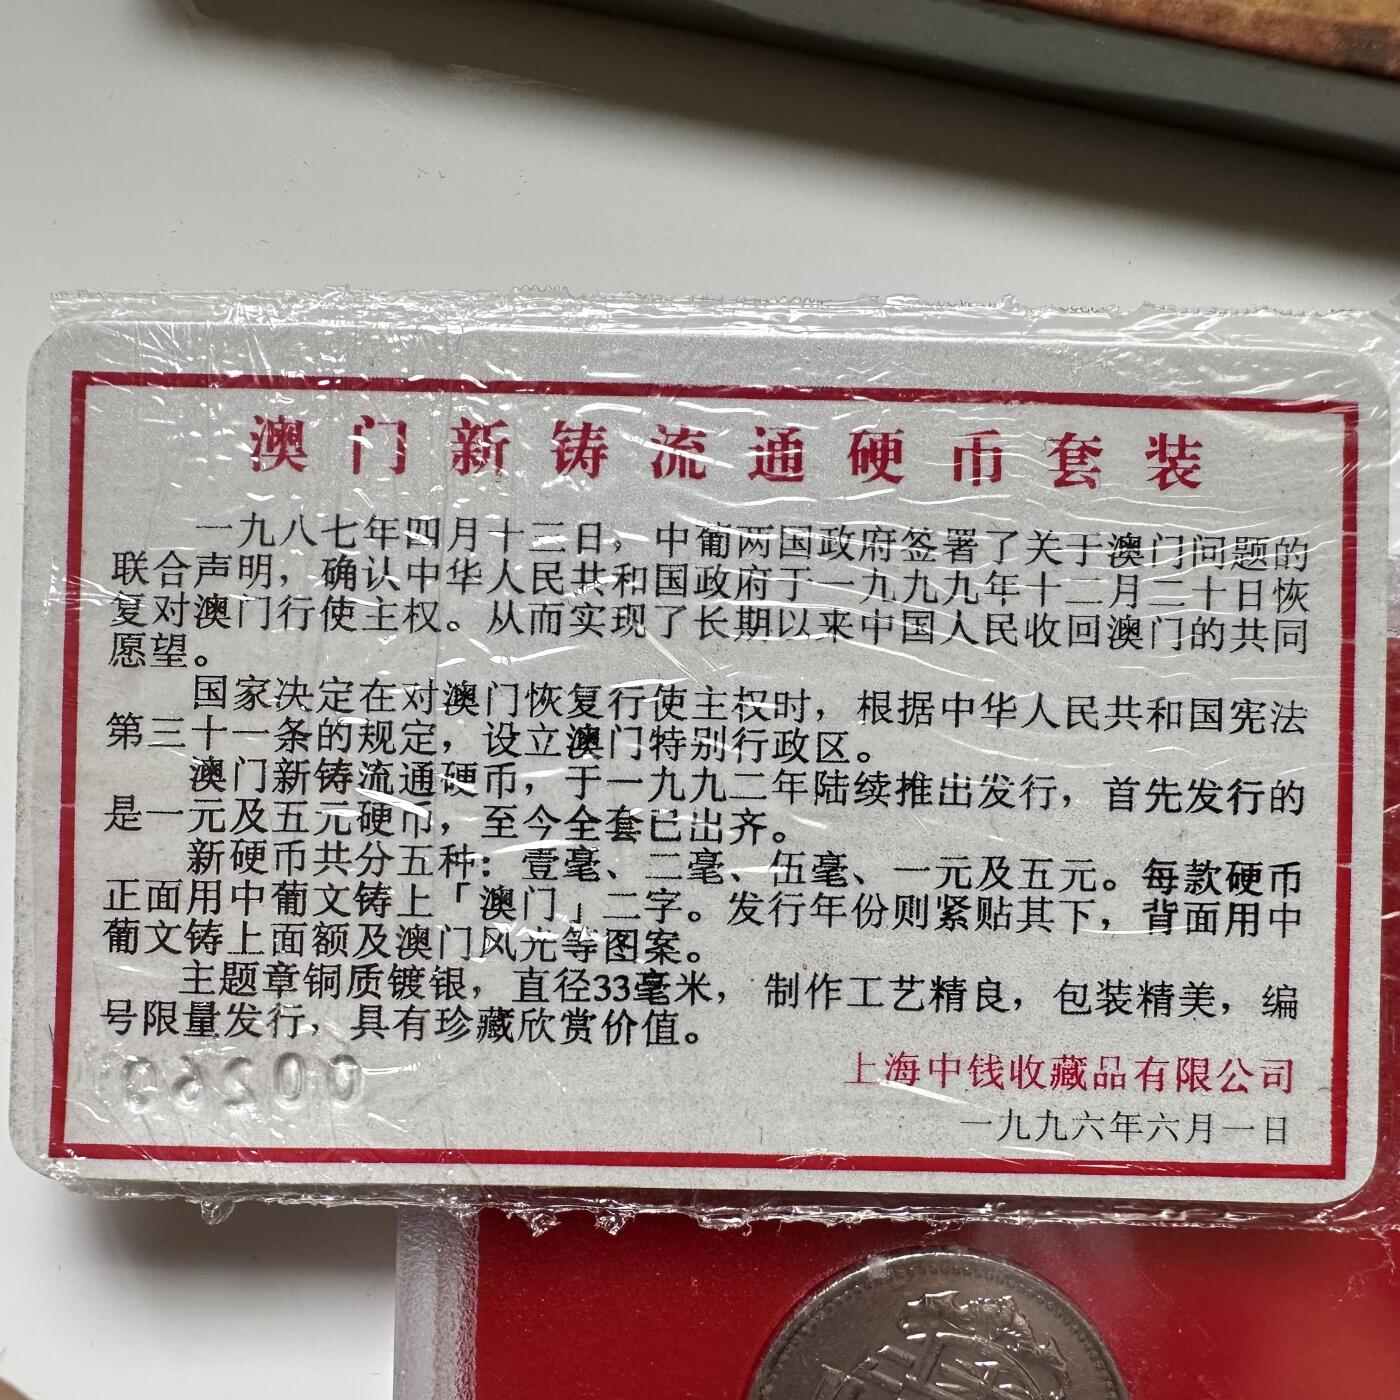 澳门新铸流通硬币套装
一九八七年四月十三日，中葡两国政府签署了关于澳门问题的
联合声明，确认中华人民共和国政府于一九九九年十二月二十日恢
复对澳门行使主权。从而实现了长期以来中国人民收回澳门的共同
愿望。
国家决定在对澳门恢复行使主权时，根据中华人民共和国宪法
第三十一条的规定，设立澳门特别行政区。
澳门新铸流通硬币，于一九九二年陆续推出发行，首先发行的
是一元及五元硬币，至今全套已出齐。
新硬币共分五种：壹毫、二毫、伍毫、一元及五元。每款硬币
正面用中葡文铸上「澳门」二字。发行年份则紧贴其下，背面用中
葡文铸上面额及澳门风光等图案。
主题章铜质镀银，直径33毫米，制作工艺精良，包装精美，编
号限量发行，具有珍藏欣赏价值。
上海中钱收藏品有限公司
一九九六年六月一日